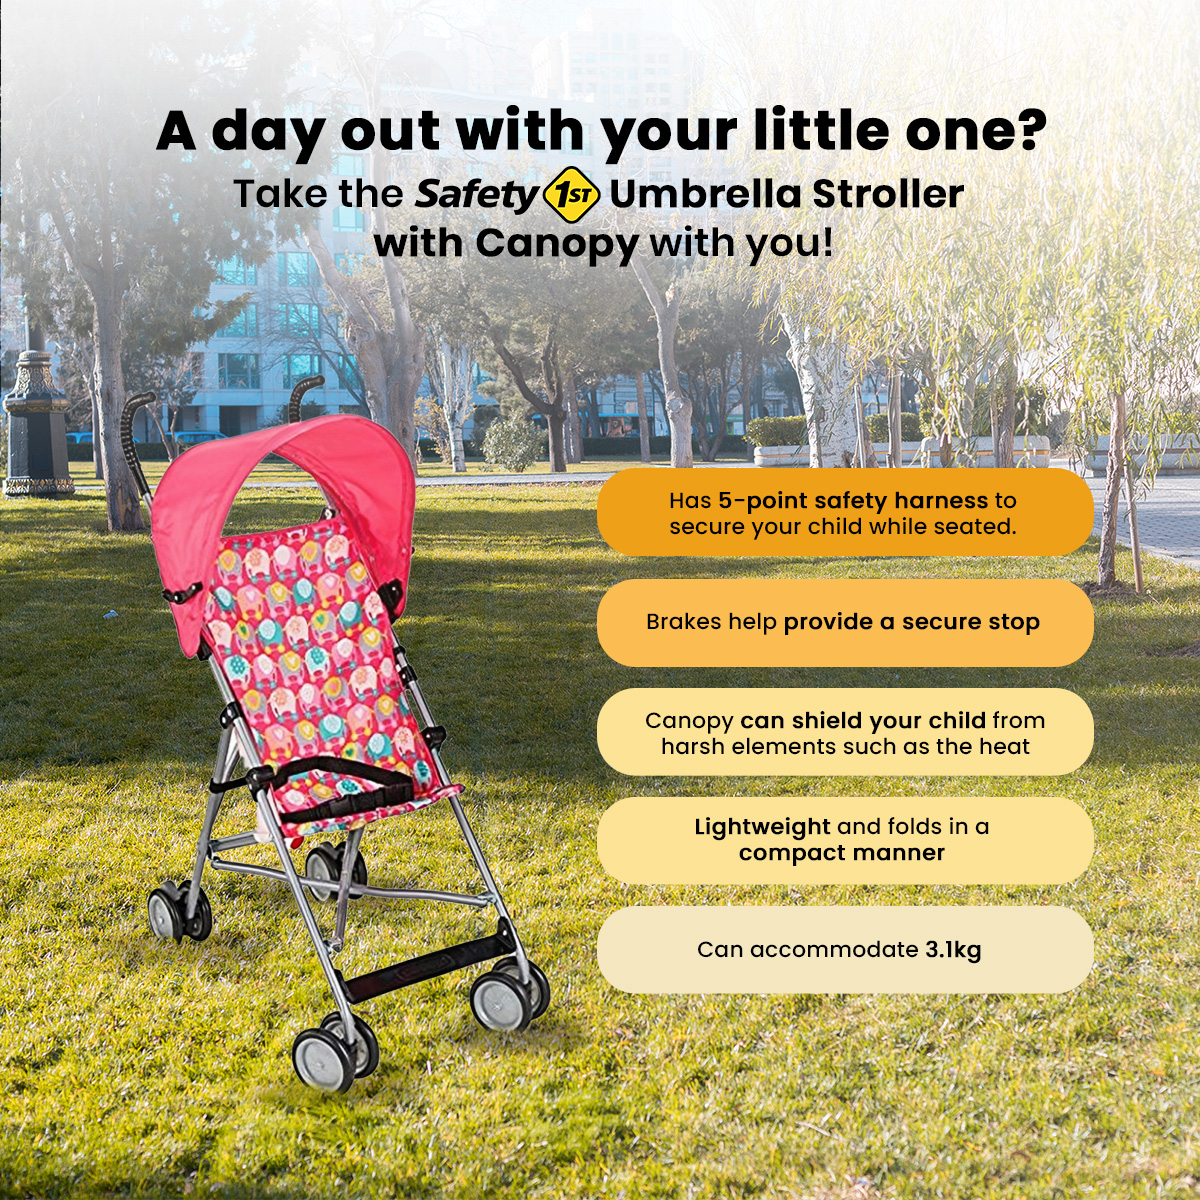 A day out with your little one?
Take the Safety 1ST Umbrella Stroller
with Canopy with you!
Has 5-point safety harness to
secure your child while seated.
Brakes help provide a secure stop
Canopy can shield your child from
harsh elements such as the heat
Lightweight and folds in a
compact manner
Can accommodate 3.1kg